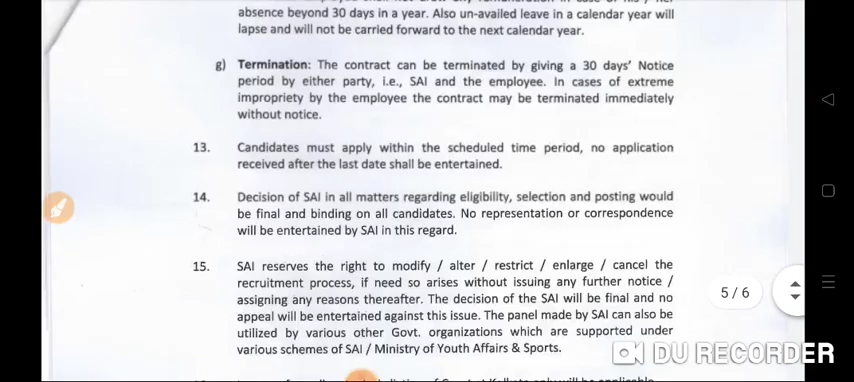 absence beyond 30 days in a year. Also un-availed leave in a calendar year will
lapse and will not be carried forward to the next calendar year.
g) Termination: The contract can be terminated by giving a 30 days' Notice
period by either party, i.e., SAI and the employee. In cases of extreme
impropriety by the employee the contract may be terminated immediately
without notice.
13. Candidates must apply within the scheduled time period, no application
received after the last date shall be entertained.
14. Decision of SAI in all matters regarding eligibility, selection and posting would
be final and binding on all candidates. No representation or correspondence
will be entertained by SAI in this regard.
15. SAI reserves the right to modify / alter / restrict / enlarge / cancel the
recruitment process, if need so arises without issuing any further notice /
assigning any reasons thereafter. The decision of the SAI will be final and no
appeal will be entertained against this issue. The panel made by SAI can also be
utilized by various other Govt. organizations which are supported under
various schemes of SAI / Ministry of Youth Affairs & Sports.
5 / 6
DU RECORDER